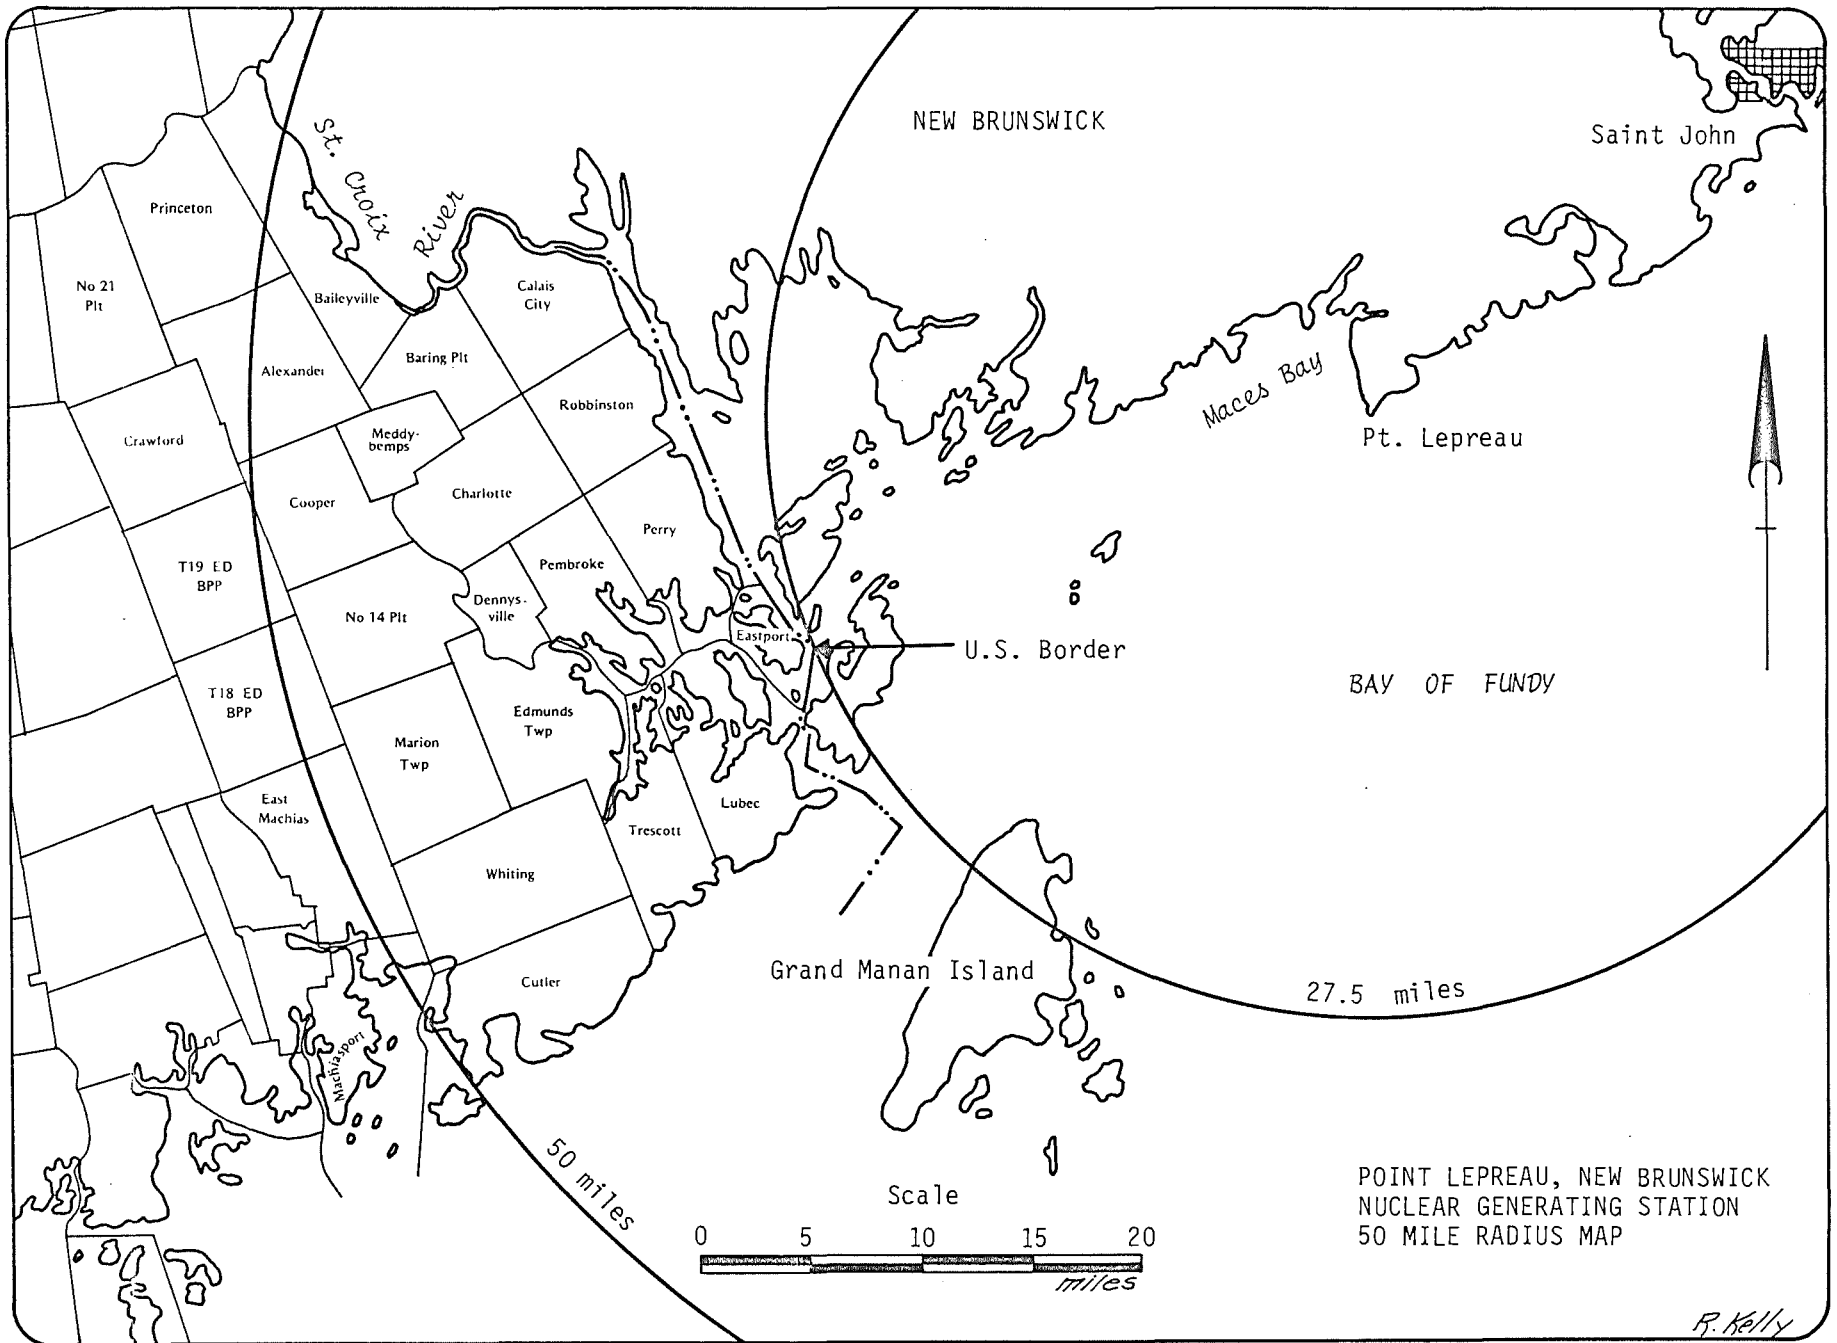 NEW BRUNSWICK
Saint John
St. Croix
River
Princeton
No 21
Plt
Baileyville
Calais
City
Alexander
Baring Plt
Robbinston
Crawford
Meddy-
bemps
Cooper
Charlotte
Perry
T19 ED
BPP
Pembroke
No 14 Plt
Dennys-
ville
Eastport
Maces Bay
Pt. Lepreau
U.S. Border
BAY OF FUNDY
T18 ED
BPP
Edmunds
Twp
Marion
Twp
East
Machias
Lubec
Trescott
Whiting
Cutler
Machiasport
Grand Manan Island
27.5 miles
50 miles
Scale
0 5 10 15 20
miles
POINT LEPREAU, NEW BRUNSWICK
NUCLEAR GENERATING STATION
50 MILE RADIUS MAP
R. Kelly